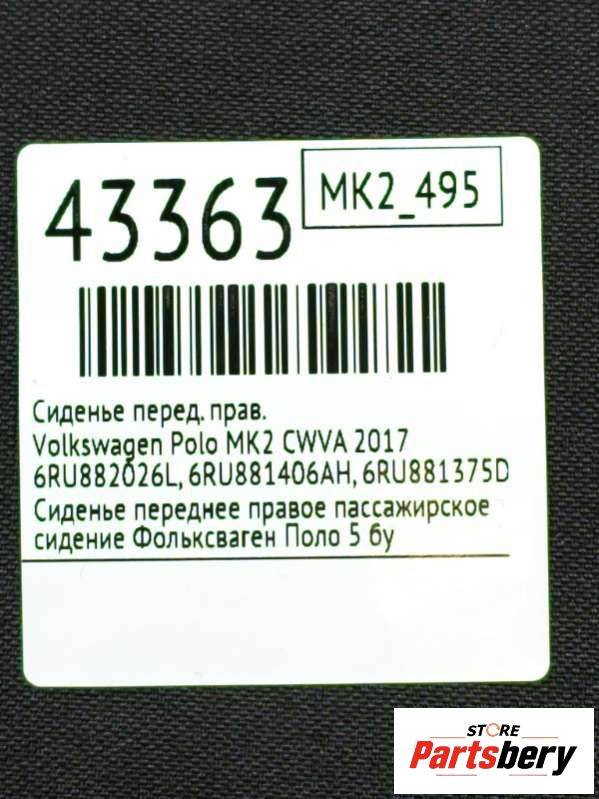 43363
MK2_495
Сиденье перед. прав.
Volkswagen Polo MK2 CWVA 2017
6RU882026L, 6RU881406AH, 6RU881375D
Сиденье переднее правое пассажирское
сидение Фольксваген Поло 5 бу
STORE
Partsbery